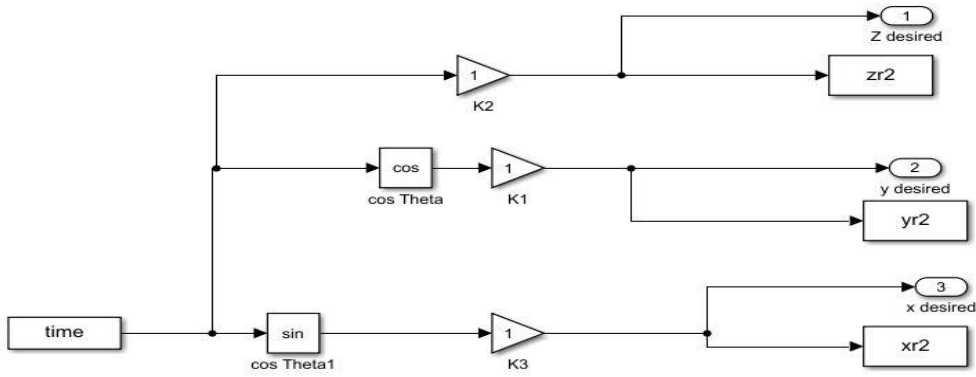 1
Z desired
1
K2
zr2
cos
cos Theta
1
K1
2
y desired
yr2
time
sin
cos Theta1
1
K3
3
x desired
xr2